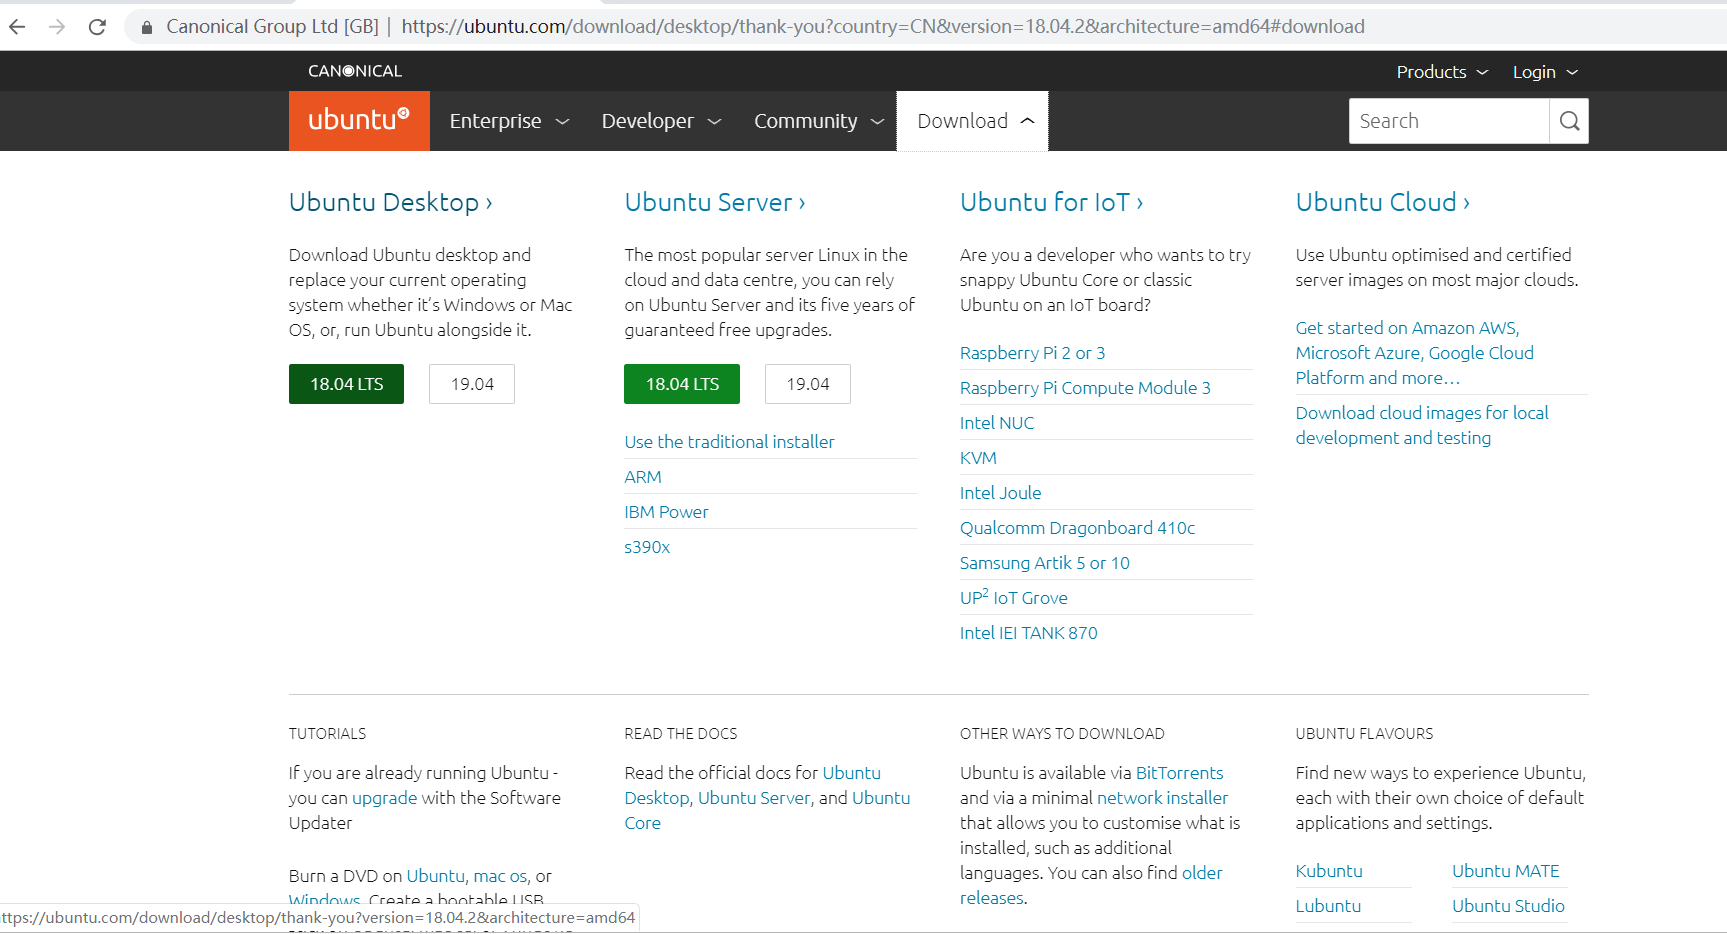 Canonical Group Ltd [GB] | https://ubuntu.com/download/desktop/thank-you?country=CN&version=18.04.2&architecture=amd64#download
CANONICAL
Products
Login
ubuntu
Enterprise
Developer
Community
Download
Search
Ubuntu Desktop ›
Download Ubuntu desktop and
replace your current operating
system whether it’s Windows or Mac
OS, or, run Ubuntu alongside it.
18.04 LTS
19.04
Ubuntu Server ›
The most popular server Linux in the
cloud and data centre, you can rely
on Ubuntu Server and its five years of
guaranteed free upgrades.
18.04 LTS
19.04
Use the traditional installer
ARM
IBM Power
s390x
Ubuntu for IoT ›
Are you a developer who wants to try
snappy Ubuntu Core or classic
Ubuntu on an IoT board?
Raspberry Pi 2 or 3
Raspberry Pi Compute Module 3
Intel NUC
KVM
Intel Joule
Qualcomm Dragonboard 410c
Samsung Artik 5 or 10
UP² IoT Grove
Intel IEI TANK 870
Ubuntu Cloud ›
Use Ubuntu optimised and certified
server images on most major clouds.
Get started on Amazon AWS,
Microsoft Azure, Google Cloud
Platform and more…
Download cloud images for local
development and testing
TUTORIALS
If you are already running Ubuntu -
you can upgrade with the Software
Updater
Burn a DVD on Ubuntu, mac os, or
Windows. Create a bootable USB
READ THE DOCS
Read the official docs for Ubuntu
Desktop, Ubuntu Server, and Ubuntu
Core
OTHER WAYS TO DOWNLOAD
Ubuntu is available via BitTorrents
and via a minimal network installer
that allows you to customise what is
installed, such as additional
languages. You can also find older
releases.
UBUNTU FLAVOURS
Find new ways to experience Ubuntu,
each with their own choice of default
applications and settings.
Kubuntu
Ubuntu MATE
Lubuntu
Ubuntu Studio
ttps://ubuntu.com/download/desktop/thank-you?version=18.04.2&architecture=amd64